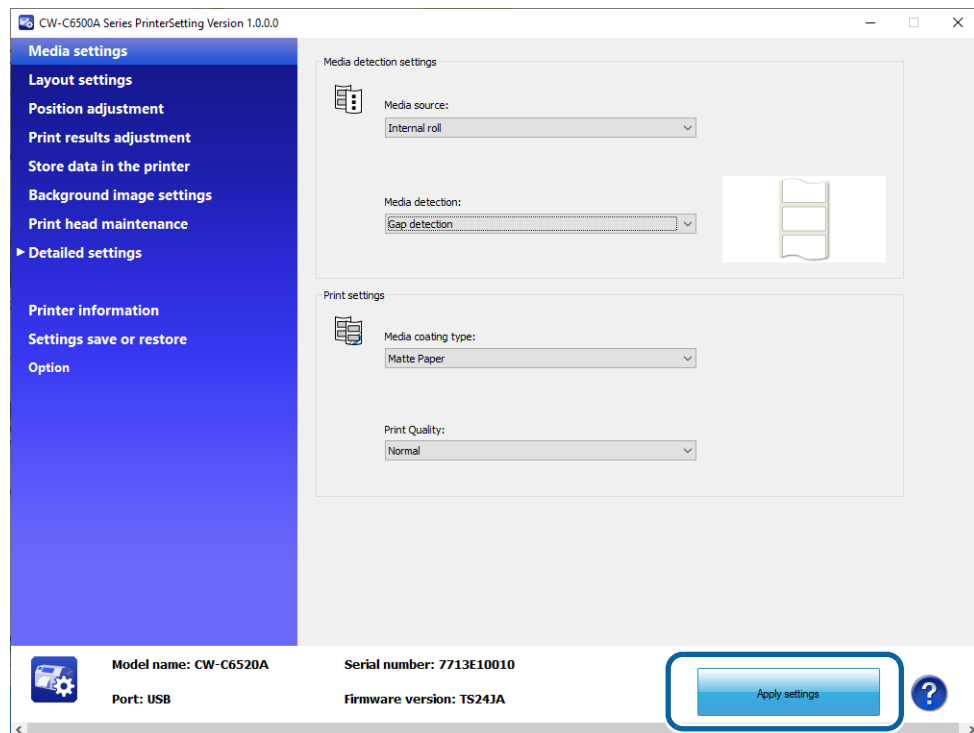 CW-C6500A Series PrinterSetting Version 1.0.0.0
Media settings
Layout settings
Position adjustment
Print results adjustment
Store data in the printer
Background image settings
Print head maintenance
Detailed settings
Printer information
Settings save or restore
Option
Media detection settings
Media source:
Internal roll
Media detection:
Gap detection
Print settings
Media coating type:
Matte Paper
Print Quality:
Normal
Model name: CW-C6520A
Serial number: 7713E10010
Port: USB
Firmware version: TS24JA
Apply settings
?